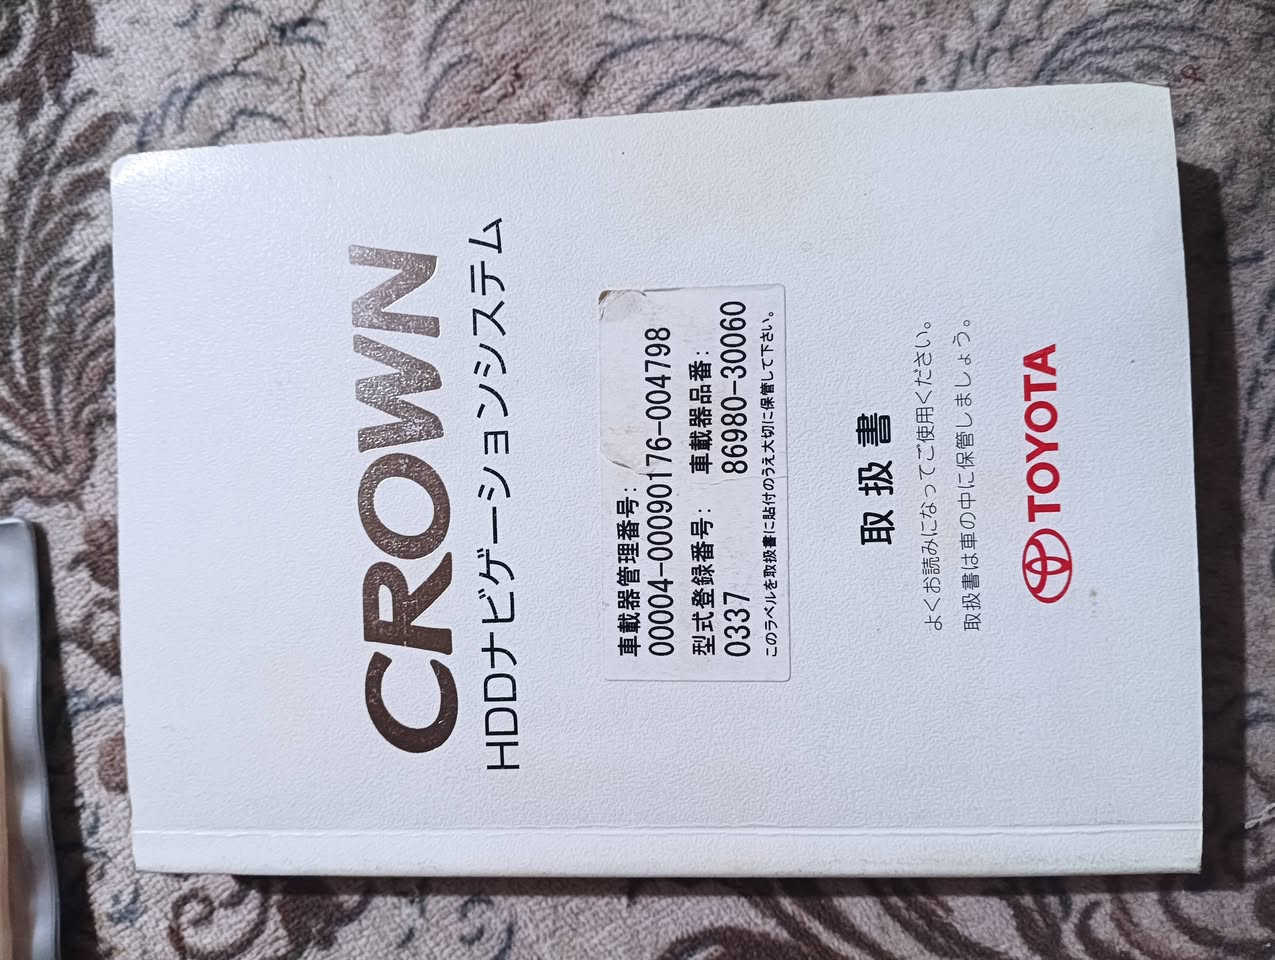 CROWN
HDDナビゲーションシステム
車載器管理番号:
00004-00090176-004798
型式登録番号: 車載器品番:
0337 86980-30060
このラベルを取扱書に貼付のうえ大切に保管して下さい。
取扱書
よくお読みになってご使用ください。
取扱書は車の中に保管しましょう。
TOYOTA